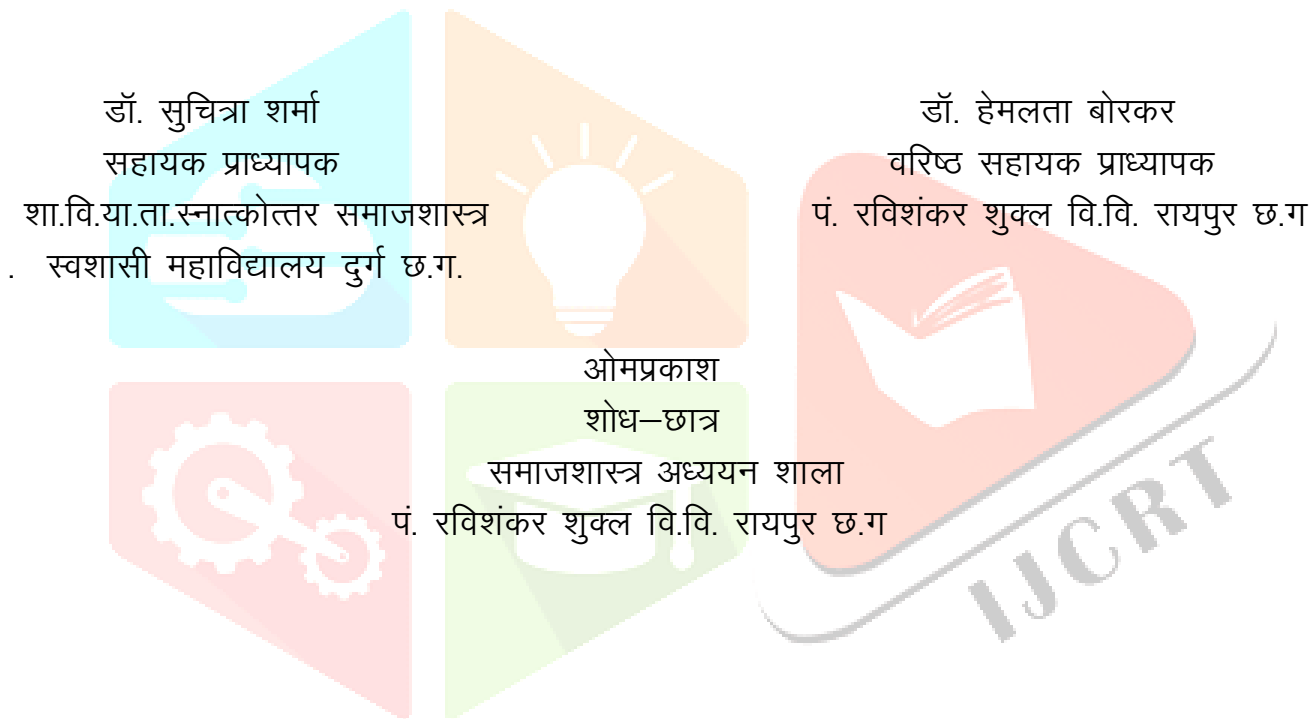 डॉ. सुचित्रा शर्मा
सहायक प्राध्यापक
शा.वि.या.ता.स्नात्कोत्तर समाजशास्त्र
. स्वशासी महाविद्यालय दुर्ग छ.ग.
डॉ. हेमलता बोरकर
वरिष्ठ सहायक प्राध्यापक
पं. रविशंकर शुक्ल वि.वि. रायपुर छ.ग
ओमप्रकाश
शोध–छात्र
समाजशास्त्र अध्ययन शाला
पं. रविशंकर शुक्ल वि.वि. रायपुर छ.ग
IJCRT